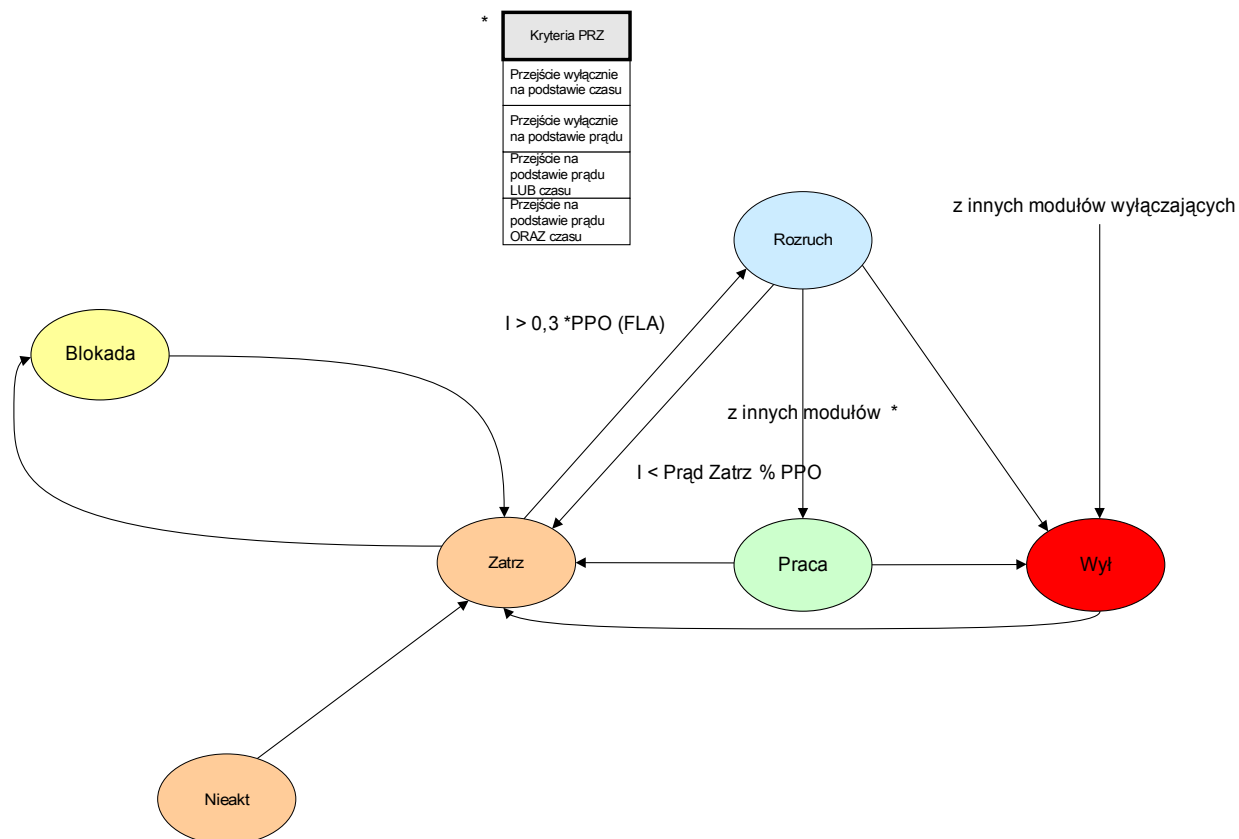 *
Kryteria PRZ
Przejście wyłącznie
na podstawie czasu
Przejście wyłącznie
na podstawie prądu
Przejście na
podstawie prądu
LUB czasu
Przejście na
podstawie prądu
ORAZ czasu
z innych modułów wyłączających
Rozruch
I > 0,3 *PPO (FLA)
Blokada
z innych modułów *
I < Prąd Zatrz % PPO
Zatrz
Praca
Wył
Nieakt